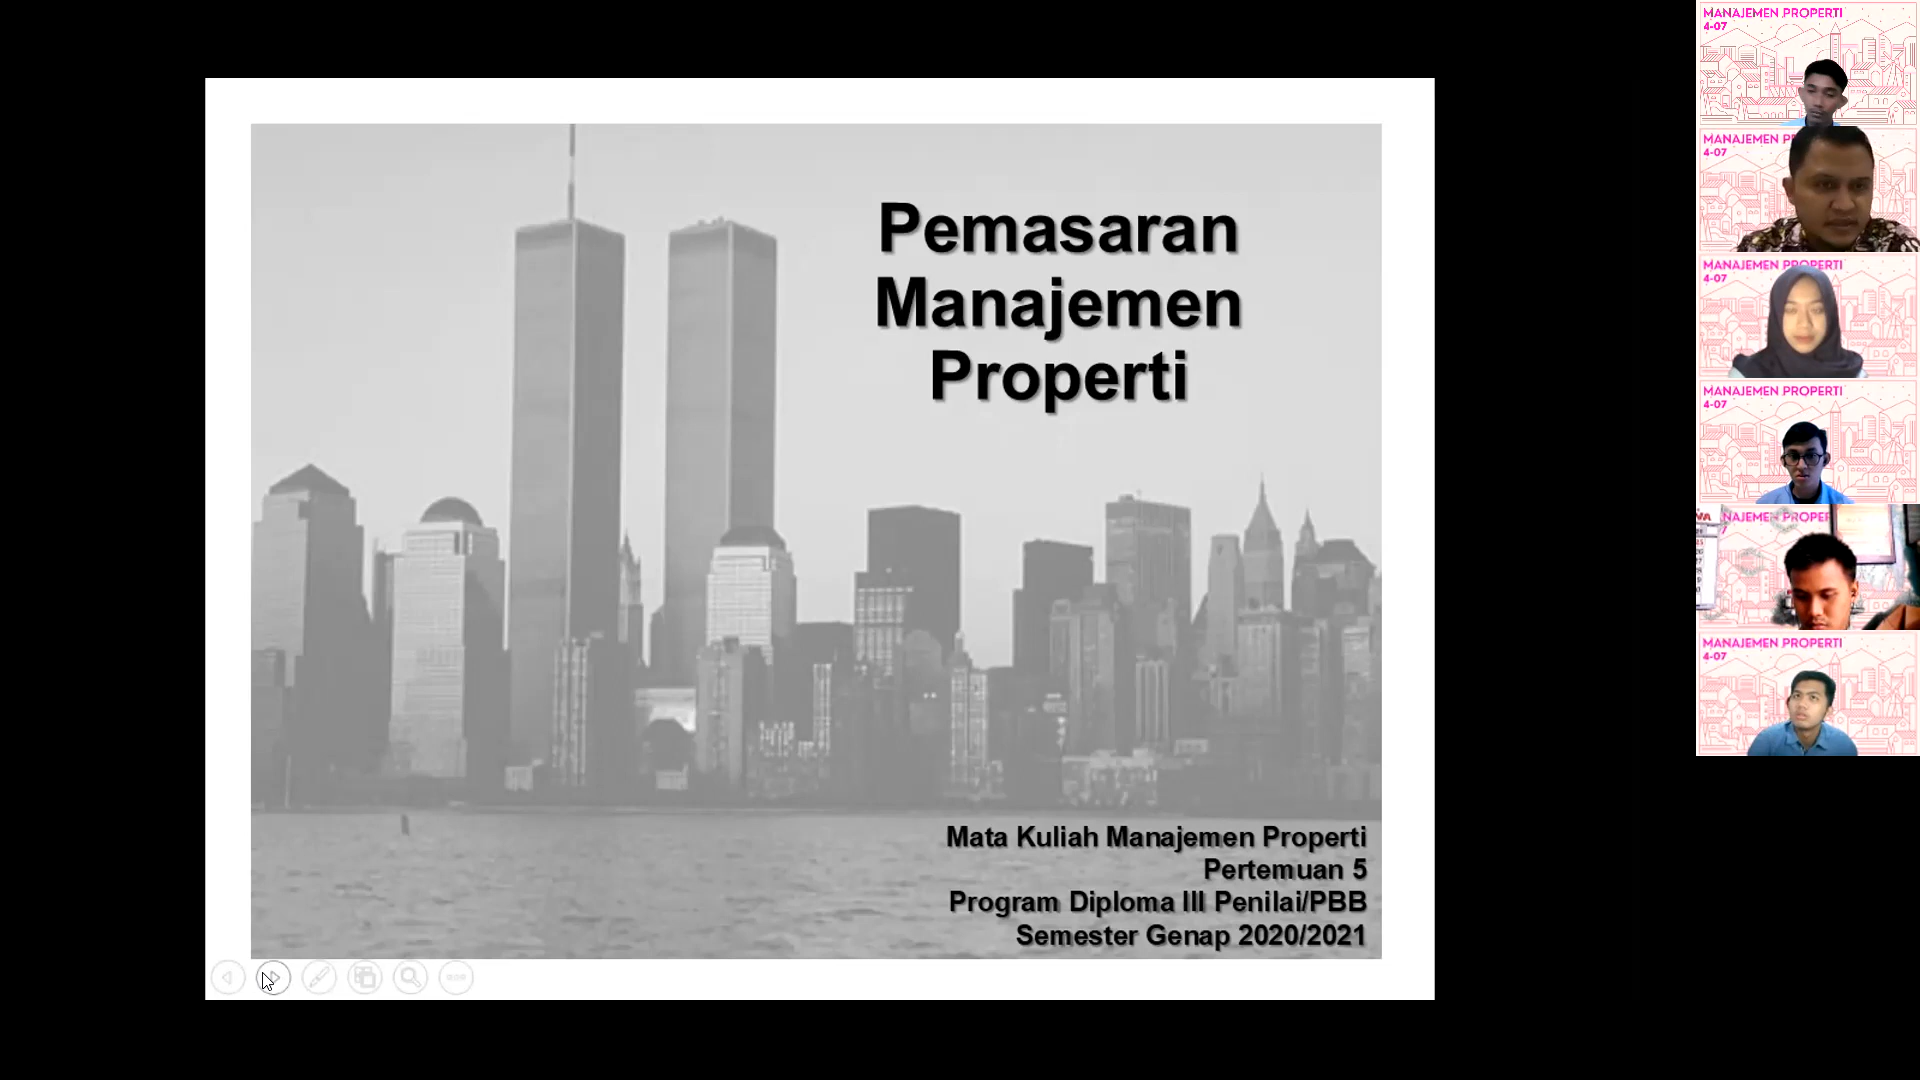 Pemasaran
Manajemen
Properti
Mata Kuliah Manajemen Properti
Pertemuan 5
Program Diploma III Penilai/PBB
Semester Genap 2020/2021
MANAJEMEN PROPERTI
4-07
MANAJEMEN P
4-07
MANAJEMEN PROPERTI
4-07
MANAJEMEN PROPERTI
4-07
NAJEMEN PROPER
7
MANAJEMEN PROPERTI
4-07